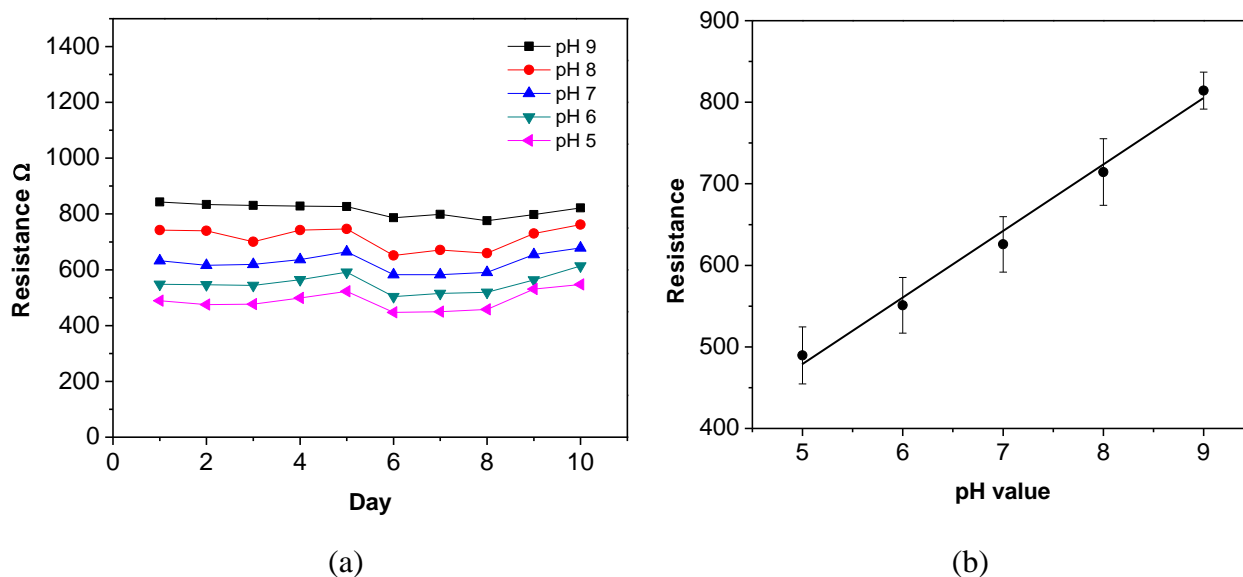 1400
1200
1000
800
600
400
200
0
Resistance Ω
0 2 4 6 8 10
Day
pH 9
pH 8
pH 7
pH 6
pH 5
(a)
900
800
700
600
500
400
Resistance
5 6 7 8 9
pH value
(b)